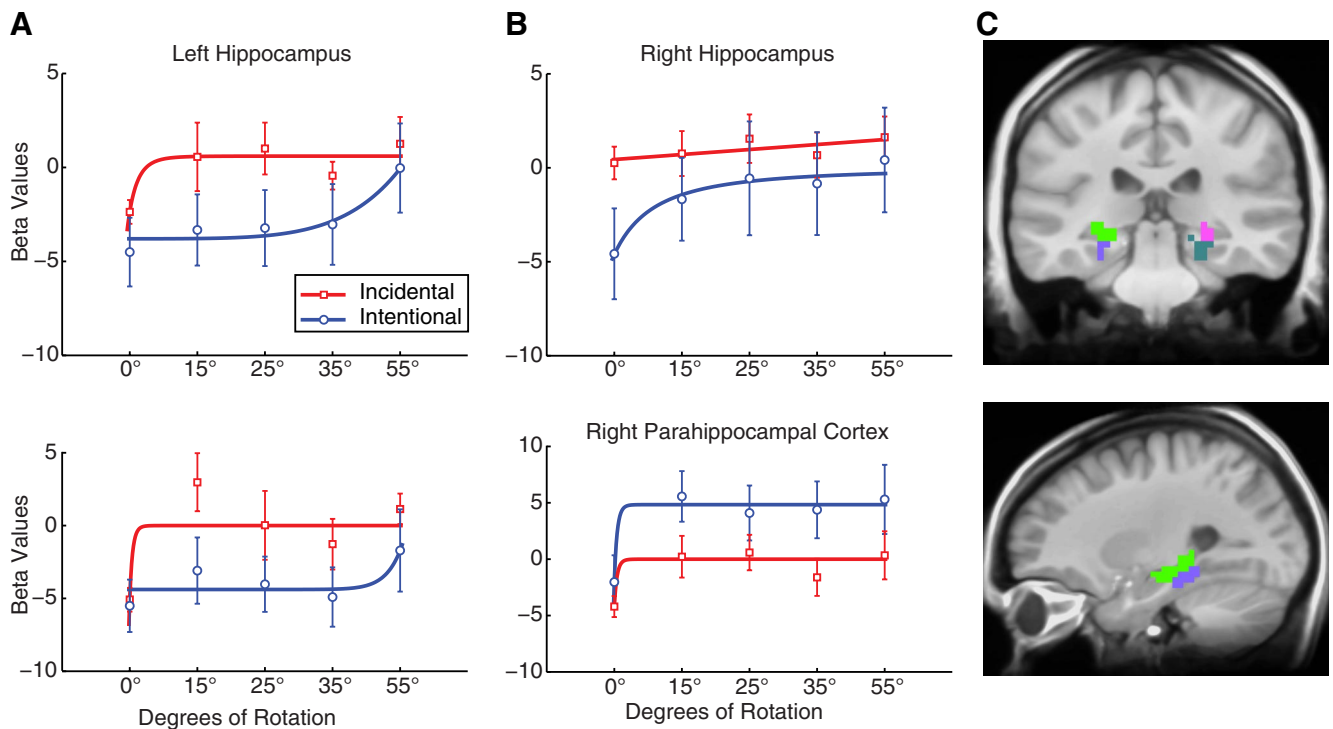 A
B
C
Left Hippocampus
5
0
−5
−10
Beta Values
Incidental
Intentional
0° 15° 25° 35° 55°
Right Hippocampus
5
0
−5
−10
0° 15° 25° 35° 55°
5
0
−5
−10
Beta Values
0° 15° 25° 35° 55°
Degrees of Rotation
Right Parahippocampal Cortex
10
5
0
−5
−10
0° 15° 25° 35° 55°
Degrees of Rotation